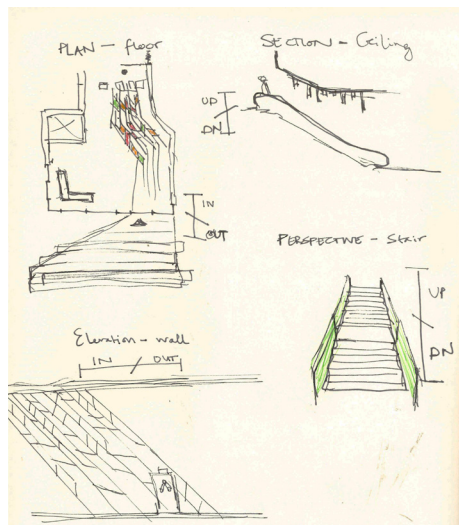 PLAN - floor
SECTION - Ceiling
UP
DN
IN
OUT
PERSPECTIVE - Stair
UP
DN
Elevation - wall
IN / OUT